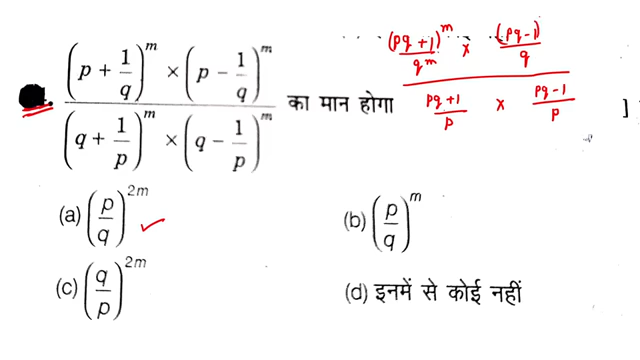 (p + 1/q)^m × (p − 1/q)^m
(q + 1/p)^m × (q − 1/p)^m
का मान होगा
(pq+1)^m/q^m × (pq-1)/q
pq+1/p × pq-1/p
]
(a) (p/q)^2m ✓
(b) (p/q)^m
(c) (q/p)^2m
(d) इनमें से कोई नहीं